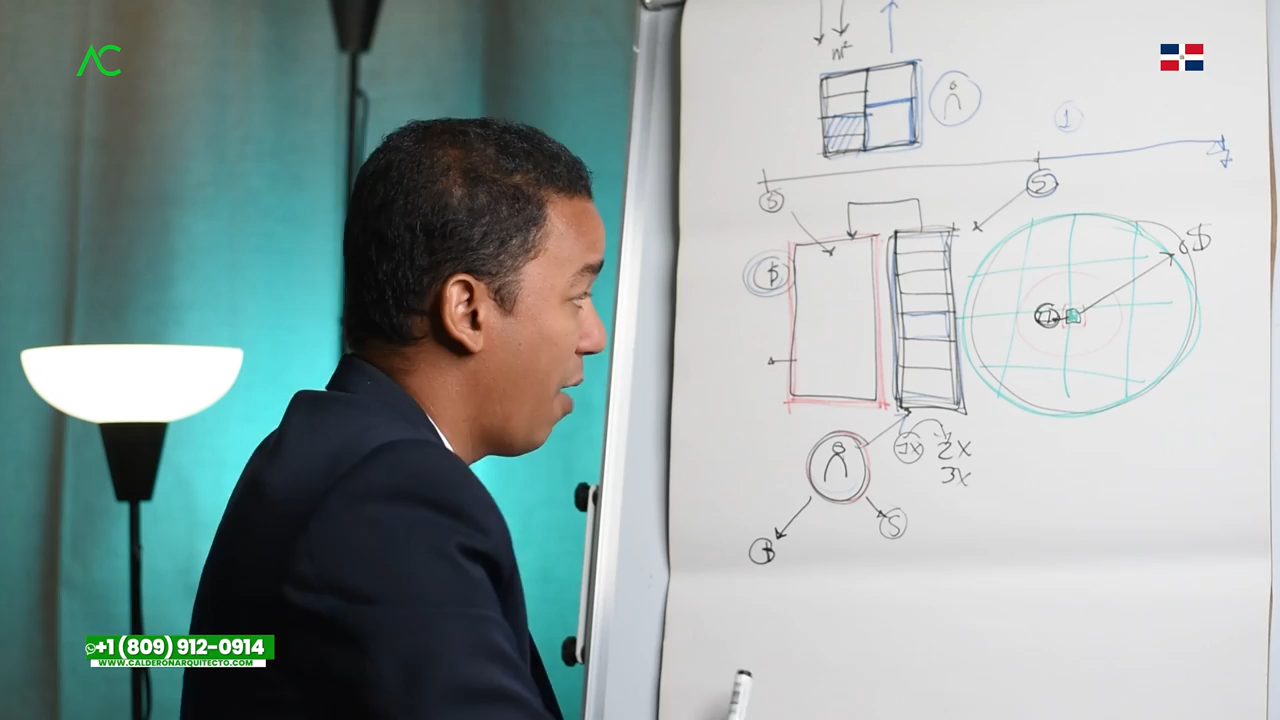 AC
m²
1
S
S
$
$
1X 2X
3X
B
S
+1 (809) 912-0914
WWW.CALDERONARQUITECTO.COM